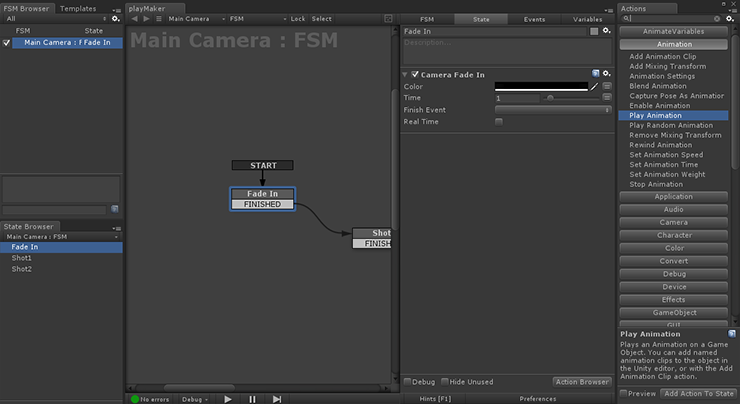 FSM Browser Templates
All
FSM State
Main Camera : F Fade In
State Browser
Main Camera : FSM
Fade In
Shot1
Shot2
playMaker
Main Camera FSM Lock Select
Main Camera : FSM
START
Fade In
FINISHED
Shot
FINISH
No errors Debug
FSM State Events Variables
Fade In
Description...
Camera Fade In
Color
Time 1
Finish Event
Real Time
Debug Hide Unused Action Browser
Hints [F1] Preferences
Actions
AnimateVariables
Animation
Add Animation Clip
Add Mixing Transform
Animation Settings
Blend Animation
Capture Pose As Animation
Enable Animation
Play Animation
Play Random Animation
Remove Mixing Transform
Rewind Animation
Set Animation Speed
Set Animation Time
Set Animation Weight
Stop Animation
Application
Audio
Camera
Character
Color
Convert
Debug
Device
Effects
GameObject
GUI
Play Animation
Plays an Animation on a Game
Object. You can add named
animation clips to the object in
the Unity editor, or with the Add
Animation Clip action.
Preview Add Action To State